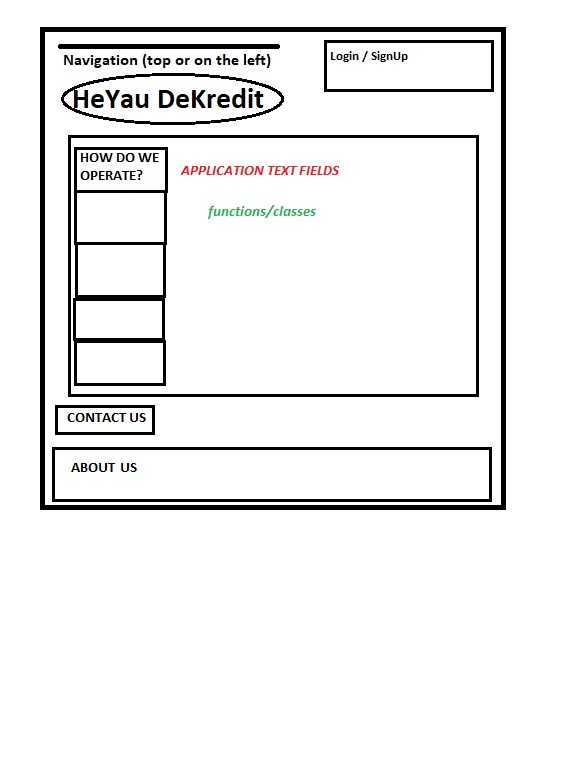 Navigation (top or on the left)
Login / SignUp
HeYau DeKredit
HOW DO WE
OPERATE?
APPLICATION TEXT FIELDS
functions/classes
CONTACT US
ABOUT US